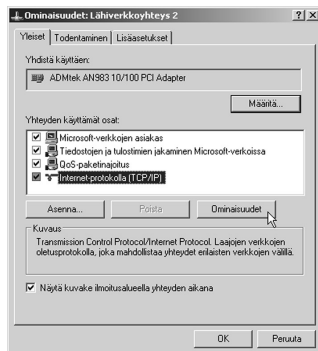 Ominaisuudet: Lähiverkkoyhteys 2
Yleiset Todentaminen Lisäasetukset
Yhdistä käyttäen:
ADMtek AN983 10/100 PCI Adapter
Määritä...
Yhteyden käyttämät osat:
Microsoft-verkkojen asiakas
Tiedostojen ja tulostimien jakaminen Microsoft-verkoissa
QoS-paketinajoitus
Internet-protokolla (TCP/IP)
Asenna... Poista Ominaisuudet
Kuvaus
Transmission Control Protocol/Internet Protocol. Laajojen verkkojen
oletusprotokolla, joka mahdollistaa yhteydet erilaisten verkkojen välillä.
Näytä kuvake ilmoitusalueella yhteyden aikana
OK Peruuta